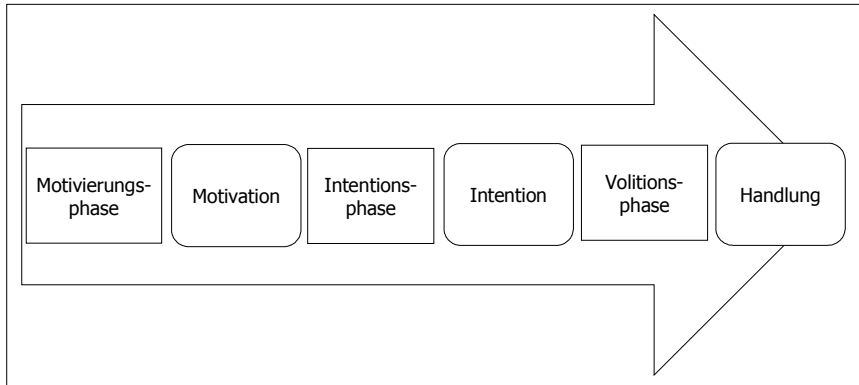 Motivierungs-
phase
Motivation
Intentions-
phase
Intention
Volitions-
phase
Handlung